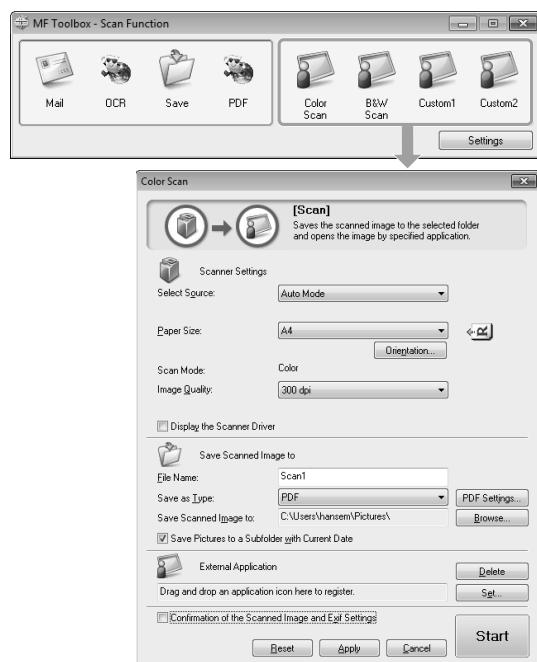 MF Toolbox - Scan Function
Mail
OCR
Save
PDF
Color
Scan
B&W
Scan
Custom1
Custom2
Settings
Color Scan
[Scan]
Saves the scanned image to the selected folder
and opens the image by specified application.
Scanner Settings
Select Source:
Auto Mode
Paper Size:
A4
R
Orientation...
Scan Mode:
Color
Image Quality:
300 dpi
Display the Scanner Driver
Save Scanned Image to
File Name:
Scan1
Save as Type:
PDF
PDF Settings...
Save Scanned Image to:
C:\Users\hansem\Pictures\
Browse...
Save Pictures to a Subfolder with Current Date
External Application
Delete
Drag and drop an application icon here to register.
Set...
Confirmation of the Scanned Image and Exif Settings
Start
Reset
Apply
Cancel